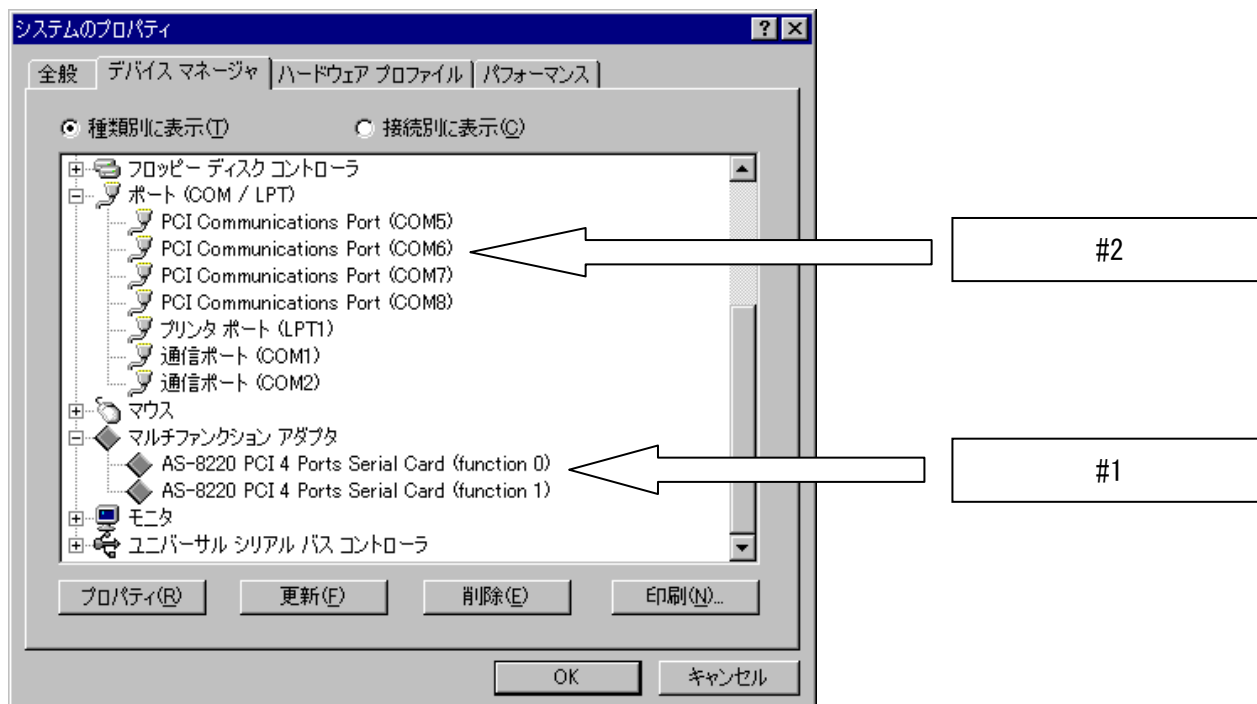 システムのプロパティ
全般 デバイス マネージャ ハードウェア プロファイル パフォーマンス
種類別に表示(T) 接続別に表示(C)
フロッピー ディスク コントローラ
ポート (COM / LPT)
PCI Communications Port (COM5)
PCI Communications Port (COM6)
#2
PCI Communications Port (COM7)
PCI Communications Port (COM8)
プリンタ ポート (LPT1)
通信ポート (COM1)
通信ポート (COM2)
マウス
マルチファンクション アダプタ
AS-8220 PCI 4 Ports Serial Card (function 0)
#1
AS-8220 PCI 4 Ports Serial Card (function 1)
モニタ
ユニバーサル シリアル バス コントローラ
プロパティ(R) 更新(F) 削除(E) 印刷(N)...
OK キャンセル